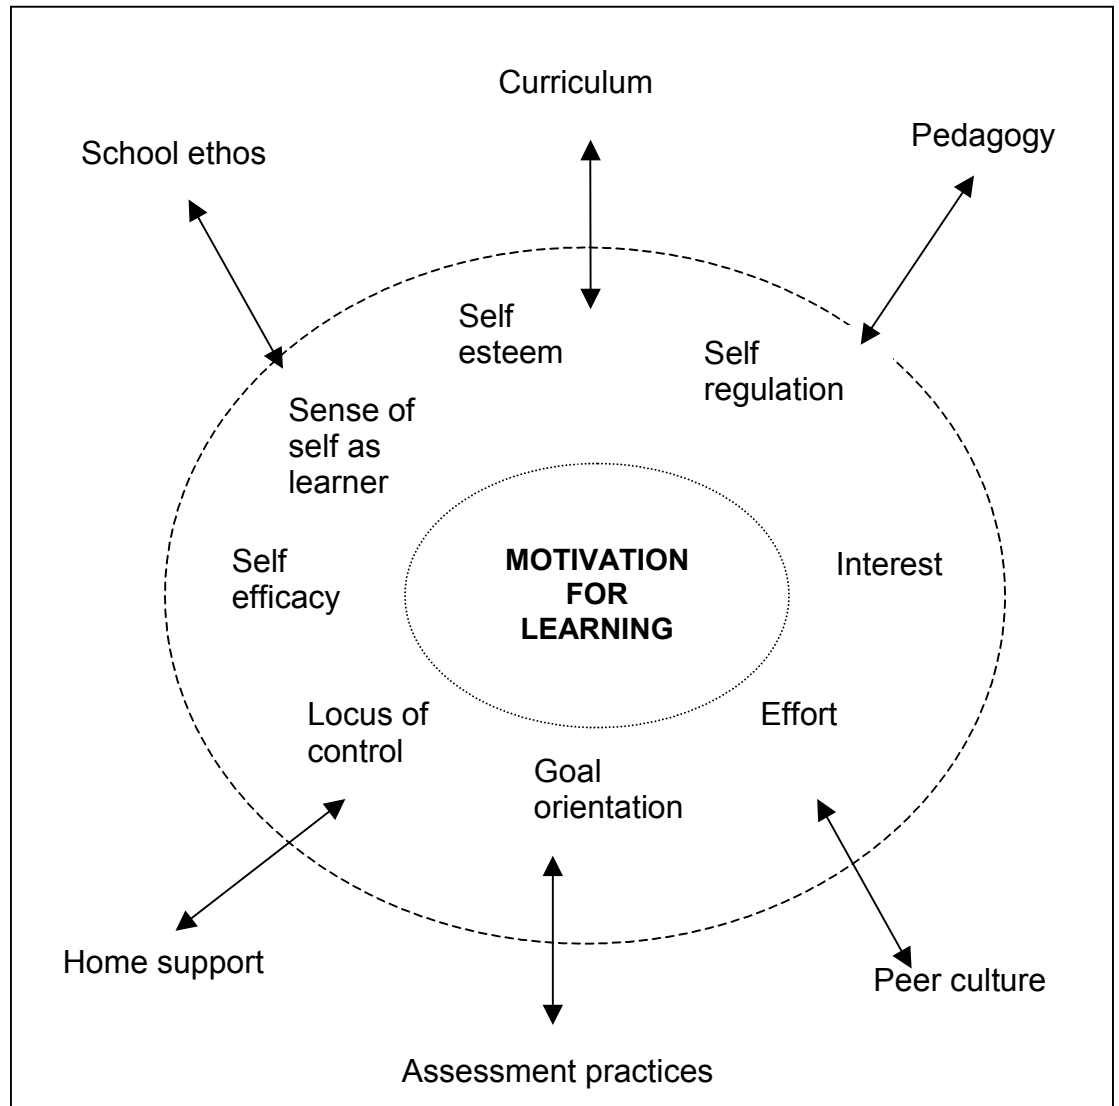 Curriculum
School ethos
Pedagogy
Self
esteem
Self
regulation
Sense of
self as
learner
Self
efficacy
MOTIVATION
FOR
LEARNING
Interest
Locus of
control
Effort
Goal
orientation
Home support
Peer culture
Assessment practices